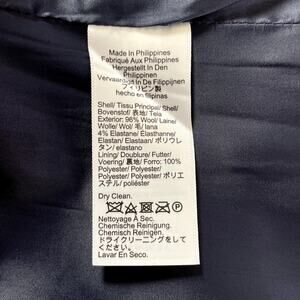 Made In Philippines
Fabriqué Aux Philippines
Hergestellt In Den
Philippinen
Vervaardigd In De Filippijnen
フィリピン製
hecho en filipinas
Shell/ Tissu Principal/ Shell/
Bovenstof/ 表地/ Tela
Exterior: 96% Wool/ Laine/
Wolle/ Wol/ 毛/ lana
4% Elastane/ Elasthanne/
Elastan/ Elastaan/ ポリウレ
タン/ elastano
Lining/ Doublure/ Futter/
Voering/ 裏地/ Forro: 100%
Polyester/ Polyester/
Polyester/ Polyester/ ポリエ
ステル/ poliéster
Dry Clean.
P
Nettoyage A Sec.
Chemische Reinigung.
Chemisch Reinigen.
ドライクリーニングをして
ください
Lavar En Seco.